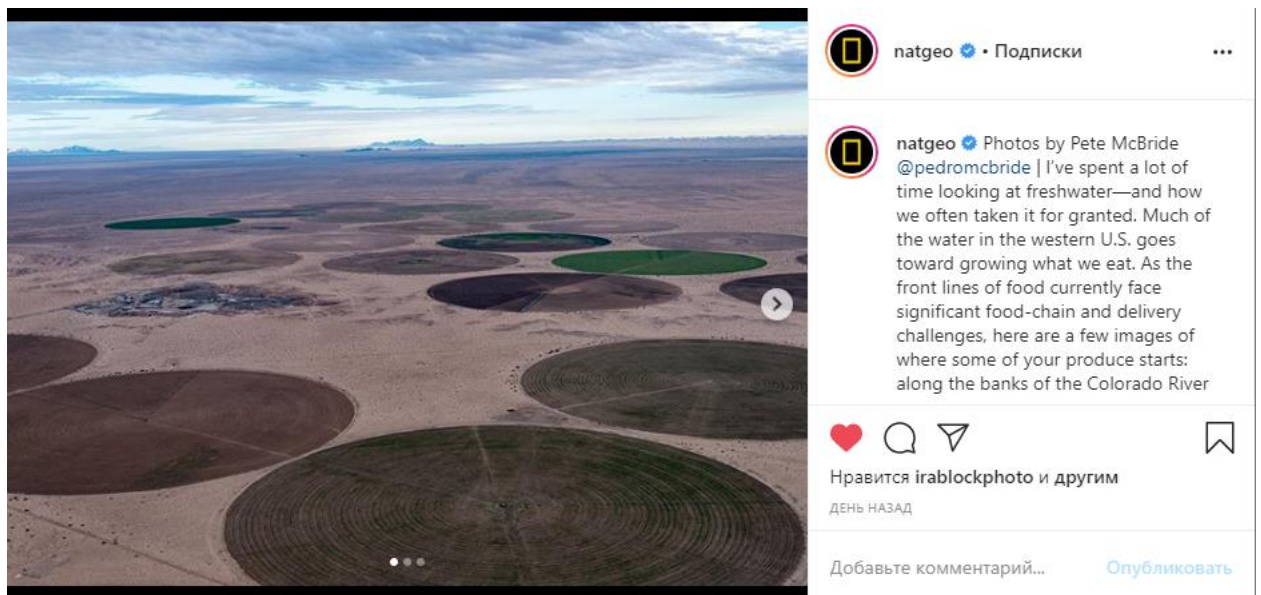 natgeo • Подписки
natgeo Photos by Pete McBride
@pedromcbride | I’ve spent a lot of
time looking at freshwater—and how
we often taken it for granted. Much of
the water in the western U.S. goes
toward growing what we eat. As the
front lines of food currently face
significant food-chain and delivery
challenges, here are a few images of
where some of your produce starts:
along the banks of the Colorado River
Нравится irablockphoto и другим
ДЕНЬ НАЗАД
Добавьте комментарий... Опубликовать